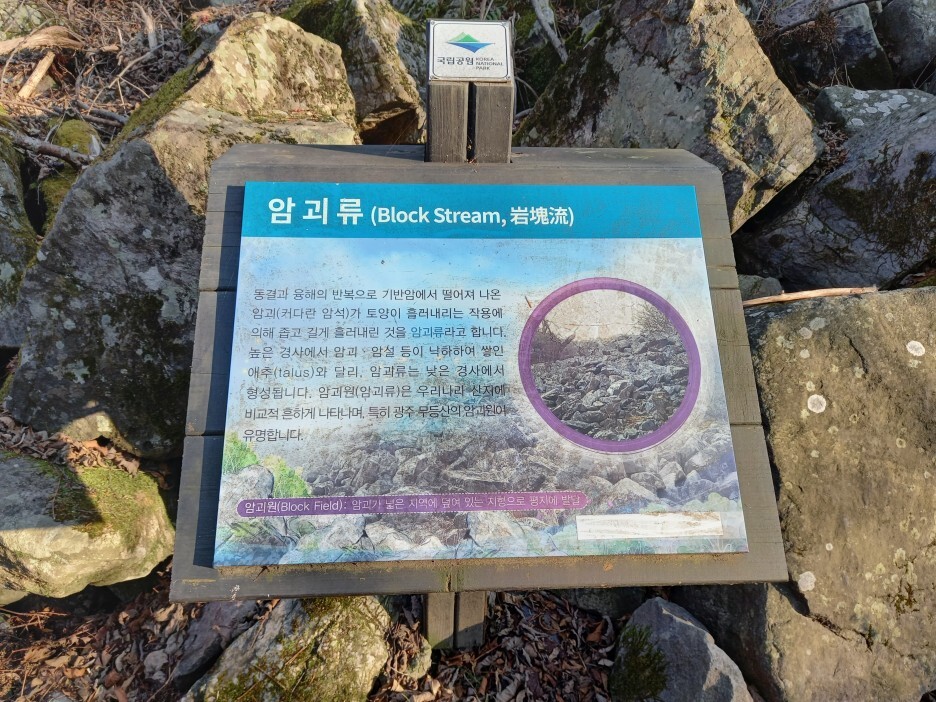 국립공원 KOREA
NATIONAL
PARK
암괴류 (Block Stream, 岩塊流)
동결과 융해의 반복으로 기반암에서 떨어져 나온
암괴(커다란 암석)가 토양이 흘러내리는 작용에
의해 좁고 길게 흘러내린 것을 암괴류라고 합니다.
높은 경사에서 암괴 · 암설 등이 낙하하여 쌓인
애추(talus)와 달리, 암괴류는 낮은 경사에서
형성됩니다. 암괴원(암괴류)은 우리나라 산지에
비교적 흔하게 나타나며, 특히 광주 무등산의 암괴원이
유명합니다.
암괴원(Block Field): 암괴가 넓은 지역에 덮여 있는 지형으로 평지에 발달